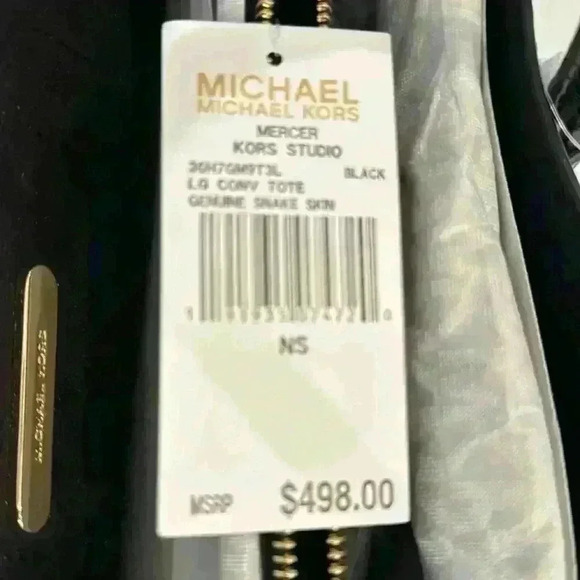 MICHAEL
MICHAEL KORS
MERCER
KORS STUDIO
30H7GM9T3L BLACK
LG CONV TOTE
GENUINE SNAKE SKIN
NS
MSRP $498.00
MICHAEL KORS